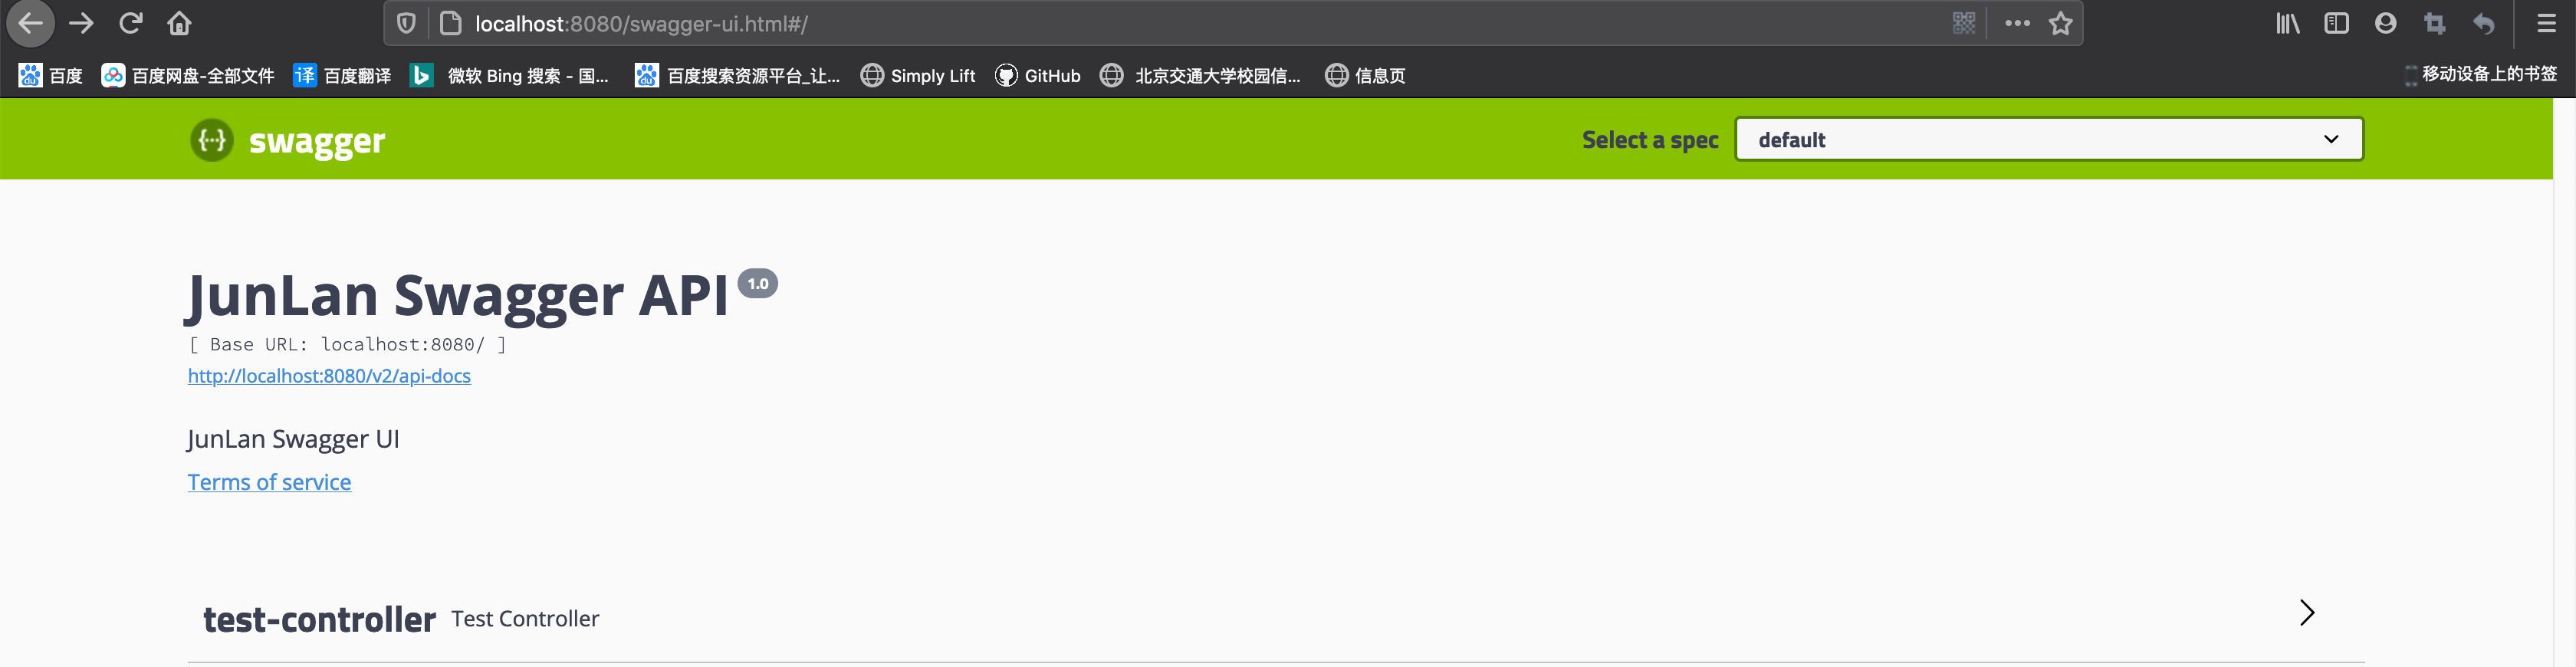 localhost:8080/swagger-ui.html#/
百度 百度网盘-全部文件 译 百度翻译 微软 Bing 搜索 - 国... 百度搜索资源平台_让... Simply Lift GitHub 北京交通大学校园信... 信息页 移动设备上的书签
swagger Select a spec default
JunLan Swagger API 1.0
[ Base URL: localhost:8080/ ]
http://localhost:8080/v2/api-docs
JunLan Swagger UI
Terms of service
test-controller Test Controller